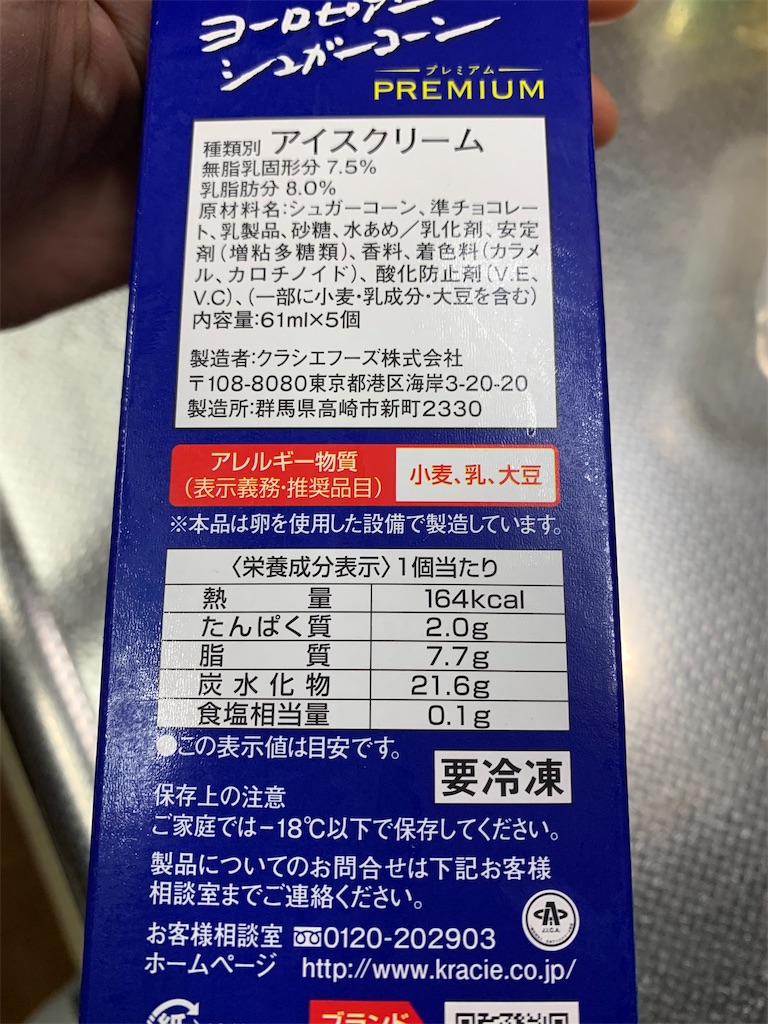 ヨーロピアン
シュガーコーン
プレミアム
PREMIUM
種類別 アイスクリーム
無脂乳固形分 7.5%
乳脂肪分 8.0%
原材料名:シュガーコーン、準チョコレー
ト、乳製品、砂糖、水あめ/乳化剤、安定
剤(増粘多糖類)、香料、着色料(カラメ
ル、カロチノイド)、酸化防止剤(V.E、
V.C)、(一部に小麦・乳成分・大豆を含む)
内容量:61ml×5個
製造者:クラシエフーズ株式会社
〒108-8080東京都港区海岸3-20-20
製造所:群馬県高崎市新町2330
アレルギー物質
(表示義務・推奨品目)
小麦、乳、大豆
※本品は卵を使用した設備で製造しています。
〈栄養成分表示〉1個当たり
熱量 164kcal
たんぱく質 2.0g
脂質 7.7g
炭水化物 21.6g
食塩相当量 0.1g
●この表示値は目安です。
要冷凍
保存上の注意
ご家庭では-18℃以下で保存してください。
製品についてのお問合せは下記お客様
相談室までご連絡ください。
お客様相談室 0120-202903
ホームページ http://www.kracie.co.jp/
J.I.C.A.
紙
ブランド